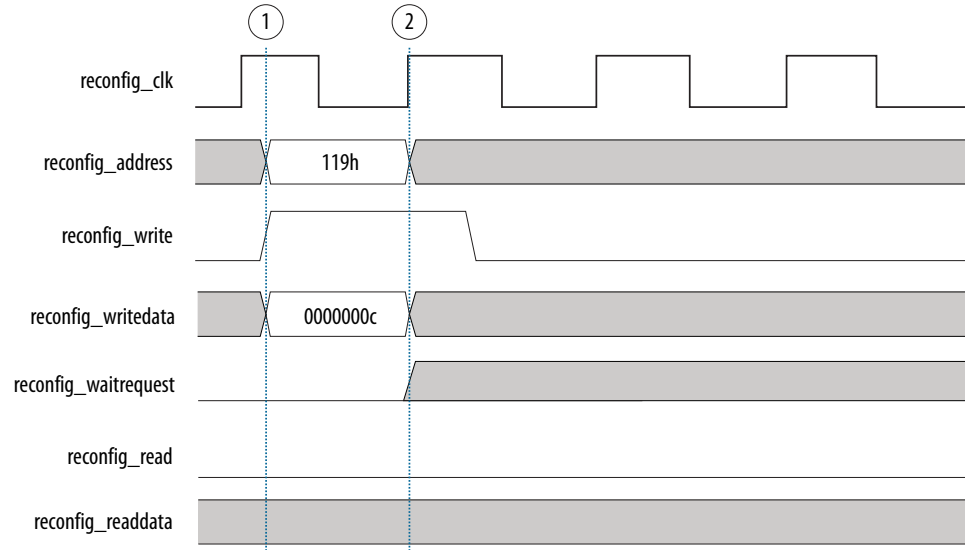 1 2
reconfig_clk
reconfig_address 119h
reconfig_write
reconfig_writedata 0000000c
reconfig_waitrequest
reconfig_read
reconfig_readdata